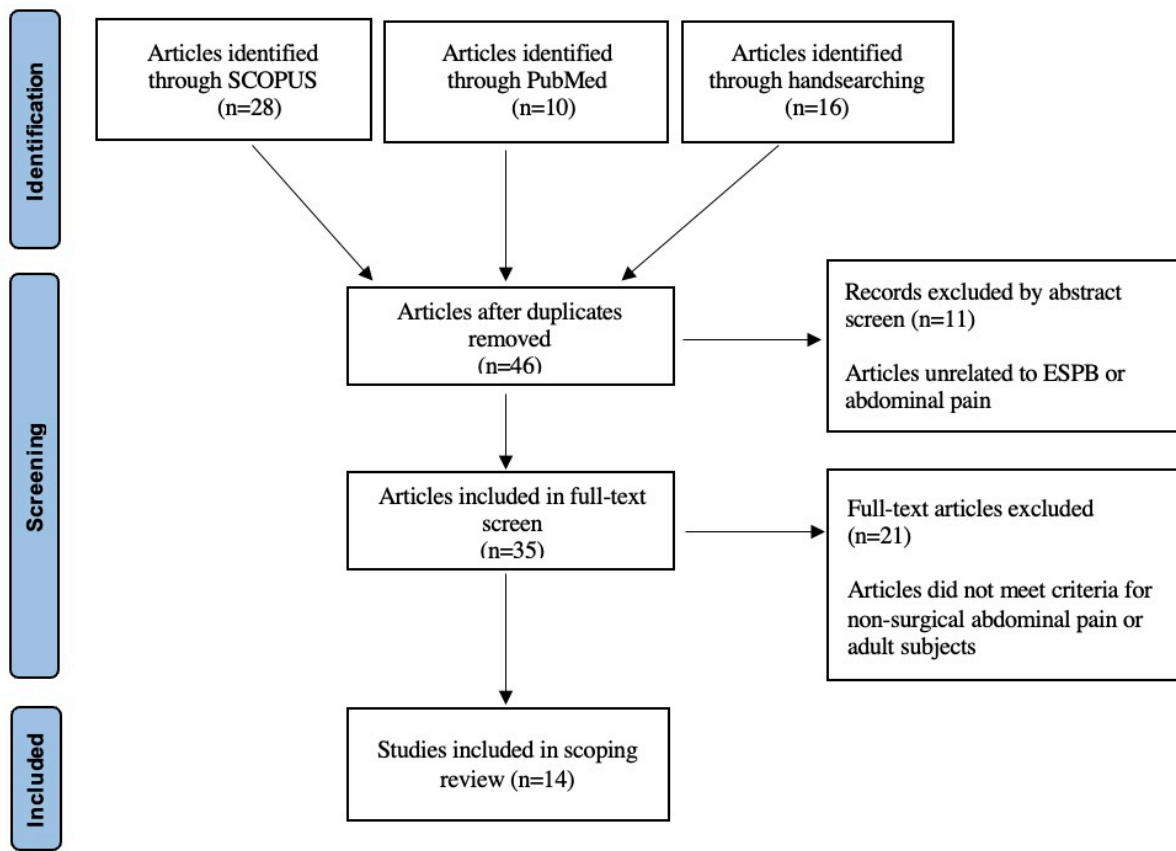 Identification
Articles identified
through SCOPUS
(n=28)
Articles identified
through PubMed
(n=10)
Articles identified
through handsearching
(n=16)
Screening
Articles after duplicates
removed
(n=46)
Records excluded by abstract
screen (n=11)
Articles unrelated to ESPB or
abdominal pain
Articles included in full-text
screen
(n=35)
Full-text articles excluded
(n=21)
Articles did not meet criteria for
non-surgical abdominal pain or
adult subjects
Included
Studies included in scoping
review (n=14)